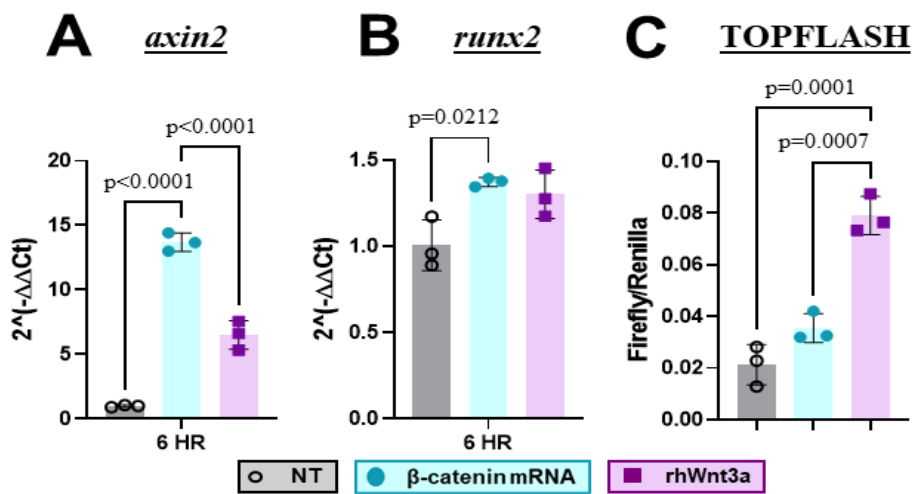 A axin2
p<0.0001
p<0.0001
2^(-ΔΔCt)
20
15
10
5
0
6 HR
B runx2
p=0.0212
2^(-ΔΔCt)
1.5
1.0
0.5
0.0
6 HR
C TOPFLASH
p=0.0001
p=0.0007
Firefly/Renilla
0.10
0.08
0.06
0.04
0.02
0.00
NT β-catenin mRNA rhWnt3a